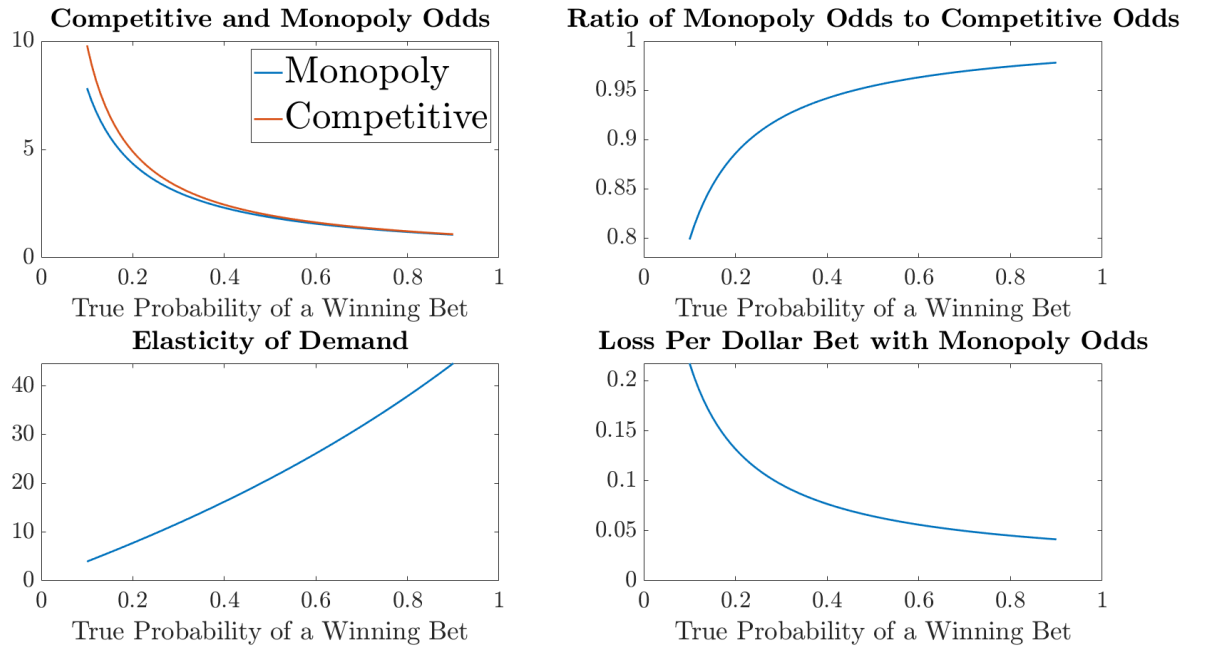 Competitive and Monopoly Odds
10
5
0
Monopoly
Competitive
0 0.2 0.4 0.6 0.8 1
True Probability of a Winning Bet
Ratio of Monopoly Odds to Competitive Odds
1
0.95
0.9
0.85
0.8
0 0.2 0.4 0.6 0.8 1
True Probability of a Winning Bet
Elasticity of Demand
40
30
20
10
0
0 0.2 0.4 0.6 0.8 1
True Probability of a Winning Bet
Loss Per Dollar Bet with Monopoly Odds
0.2
0.15
0.1
0.05
0
0 0.2 0.4 0.6 0.8 1
True Probability of a Winning Bet